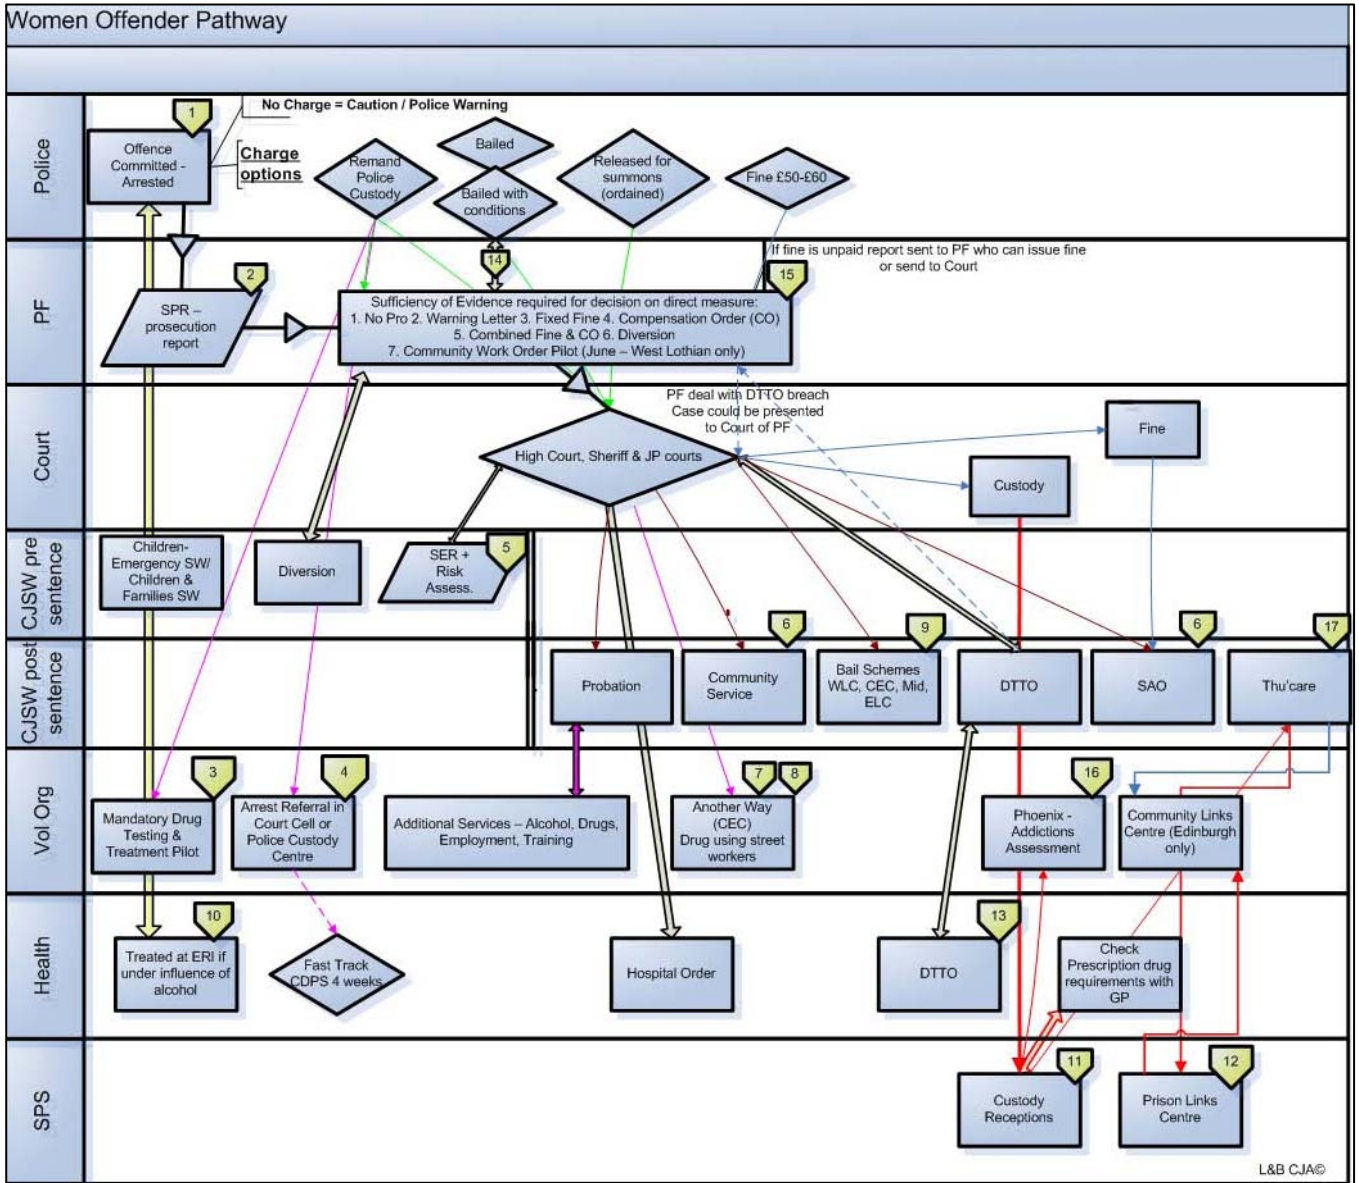 Women Offender Pathway
Police
1
Offence
Committed -
Arrested
No Charge = Caution / Police Warning
Charge
options
Remand
Police
Custody
Bailed
Bailed with
conditions
Released for
summons
(ordained)
Fine £50-£60
PF
2
SPR –
prosecution
report
14
If fine is unpaid report sent to PF who can issue fine
or send to Court
15
Sufficiency of Evidence required for decision on direct measure:
1. No Pro 2. Warning Letter 3. Fixed Fine 4. Compensation Order (CO)
5. Combined Fine & CO 6. Diversion
7. Community Work Order Pilot (June – West Lothian only)
Court
PF deal with DTTO breach
Case could be presented
to Court of PF
High Court, Sheriff & JP courts
Fine
Custody
CJSW pre
sentence
Children-
Emergency SW/
Children &
Families SW
Diversion
5
SER +
Risk
Assess.
CJSW post
sentence
Probation
6
Community
Service
9
Bail Schemes
WLC, CEC, Mid,
ELC
DTTO
6
SAO
17
Thu'care
Vol Org
3
Mandatory Drug
Testing &
Treatment Pilot
4
Arrest Referral in
Court Cell or
Police Custody
Centre
Additional Services – Alcohol, Drugs,
Employment, Training
7
8
Another Way
(CEC)
Drug using street
workers
16
Phoenix -
Addictions
Assessment
Community Links
Centre (Edinburgh
only)
Health
10
Treated at ERI if
under influence of
alcohol
Fast Track
CDPS 4 weeks
Hospital Order
13
DTTO
Check
Prescription drug
requirements with
GP
SPS
11
Custody
Receptions
12
Prison Links
Centre
L&B CJA©